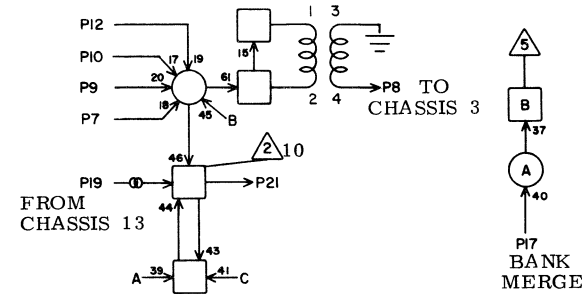 P12
1 3
P10
17
19
15
5
P9
20
61
P8 TO
CHASSIS 3
2 4
B
P7
18
45
B
37
46
2 10
A
P19
P21
40
FROM
CHASSIS 13
44
43
P17
BANK
MERGE
A 39
41 C